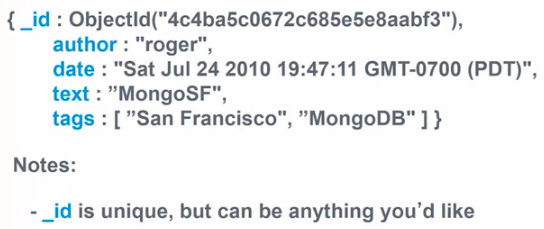 { _id : ObjectId("4c4ba5c0672c685e5e8aabf3"),
author : "roger",
date : "Sat Jul 24 2010 19:47:11 GMT-0700 (PDT)",
text : ”MongoSF",
tags : [ ”San Francisco", ”MongoDB" ] }
Notes:
- _id is unique, but can be anything you’d like